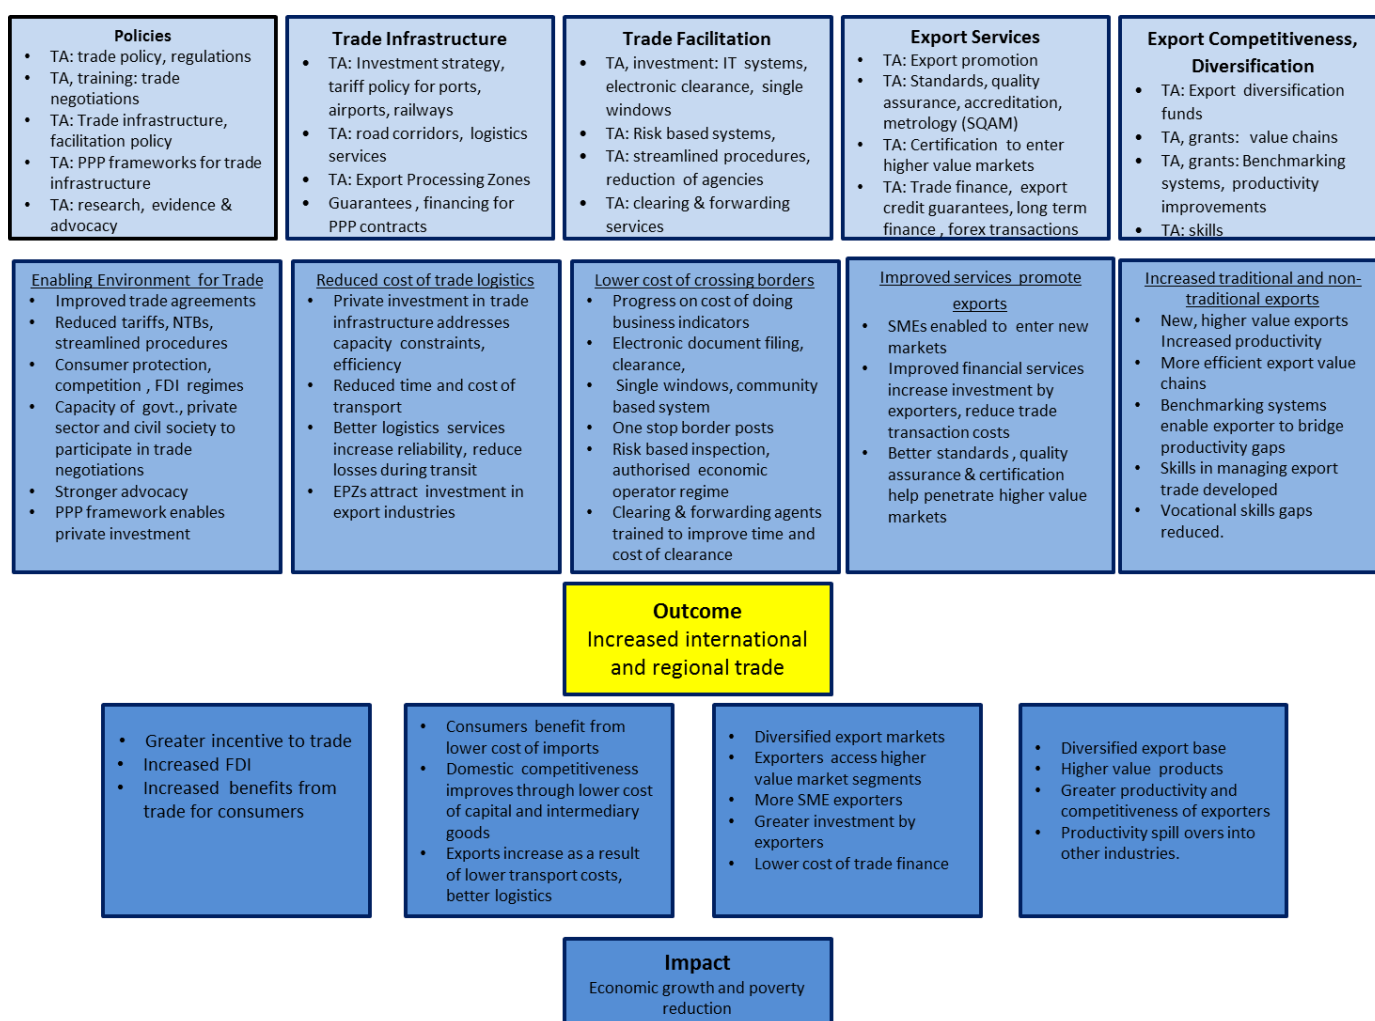 Policies
• TA: trade policy, regulations
• TA, training: trade
negotiations
• TA: Trade infrastructure,
facilitation policy
• TA: PPP frameworks for trade
infrastructure
• TA: research, evidence &
advocacy
Trade Infrastructure
• TA: Investment strategy,
tariff policy for ports,
airports, railways
• TA: road corridors, logistics
services
• TA: Export Processing Zones
• Guarantees , financing for
PPP contracts
Trade Facilitation
• TA, investment: IT systems,
electronic clearance, single
windows
• TA: Risk based systems,
• TA: streamlined procedures,
reduction of agencies
• TA: clearing & forwarding
services
Export Services
• TA: Export promotion
• TA: Standards, quality
assurance, accreditation,
metrology (SQAM)
• TA: Certification to enter
higher value markets
• TA: Trade finance, export
credit guarantees, long term
finance , forex transactions
Export Competitiveness,
Diversification
• TA: Export diversification
funds
• TA, grants: value chains
• TA, grants: Benchmarking
systems, productivity
improvements
• TA: skills
Enabling Environment for Trade
• Improved trade agreements
• Reduced tariffs, NTBs,
streamlined procedures
• Consumer protection,
competition , FDI regimes
• Capacity of govt., private
sector and civil society to
participate in trade
negotiations
• Stronger advocacy
• PPP framework enables
private investment
Reduced cost of trade logistics
• Private investment in trade
infrastructure addresses
capacity constraints,
efficiency
• Reduced time and cost of
transport
• Better logistics services
increase reliability, reduce
losses during transit
• EPZs attract investment in
export industries
Lower cost of crossing borders
• Progress on cost of doing
business indicators
• Electronic document filing,
clearance,
• Single windows, community
based system
• One stop border posts
• Risk based inspection,
authorised economic
operator regime
• Clearing & forwarding agents
trained to improve time and
cost of clearance
Improved services promote
exports
• SMEs enabled to enter new
markets
• Improved financial services
increase investment by
exporters, reduce trade
transaction costs
• Better standards , quality
assurance & certification
help penetrate higher value
markets
Increased traditional and non-
traditional exports
• New, higher value exports
Increased productivity
• More efficient export value
chains
• Benchmarking systems
enable exporter to bridge
productivity gaps
• Skills in managing export
trade developed
• Vocational skills gaps
reduced.
Outcome
Increased international
and regional trade
• Greater incentive to trade
• Increased FDI
• Increased benefits from
trade for consumers
• Consumers benefit from
lower cost of imports
• Domestic competitiveness
improves through lower cost
of capital and intermediary
goods
• Exports increase as a result
of lower transport costs,
better logistics
• Diversified export markets
• Exporters access higher
value market segments
• More SME exporters
• Greater investment by
exporters
• Lower cost of trade finance
• Diversified export base
• Higher value products
• Greater productivity and
competitiveness of exporters
• Productivity spill overs into
other industries.
Impact
Economic growth and poverty
reduction